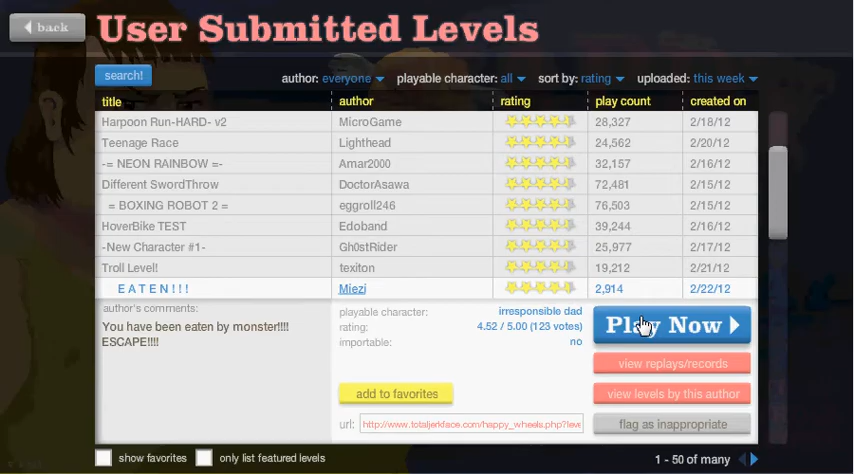 back
User Submitted Levels
search!
author: everyone playable character: all sort by: rating uploaded: this week
title author rating play count created on
Harpoon Run-HARD- v2 MicroGame 28,327 2/18/12
Teenage Race Lighthead 24,562 2/20/12
-= NEON RAINBOW =- Amar2000 32,157 2/16/12
Different SwordThrow DoctorAsawa 72,481 2/15/12
= BOXING ROBOT 2 = eggroll246 76,503 2/15/12
HoverBike TEST Edoband 39,244 2/16/12
-New Character #1- Gh0stRider 25,977 2/17/12
Troll Level! texiton 19,212 2/21/12
E A T E N ! ! ! Miezi 2,914 2/22/12
author's comments:
You have been eaten by monster!!!!
ESCAPE!!!!
playable character: irresponsible dad
rating: 4.52 / 5.00 (123 votes)
importable: no
Play Now
view replays/records
add to favorites
view levels by this author
url: http://www.totaljerkface.com/happy_wheels.php?leve
flag as inappropriate
show favorites only list featured levels
1 - 50 of many